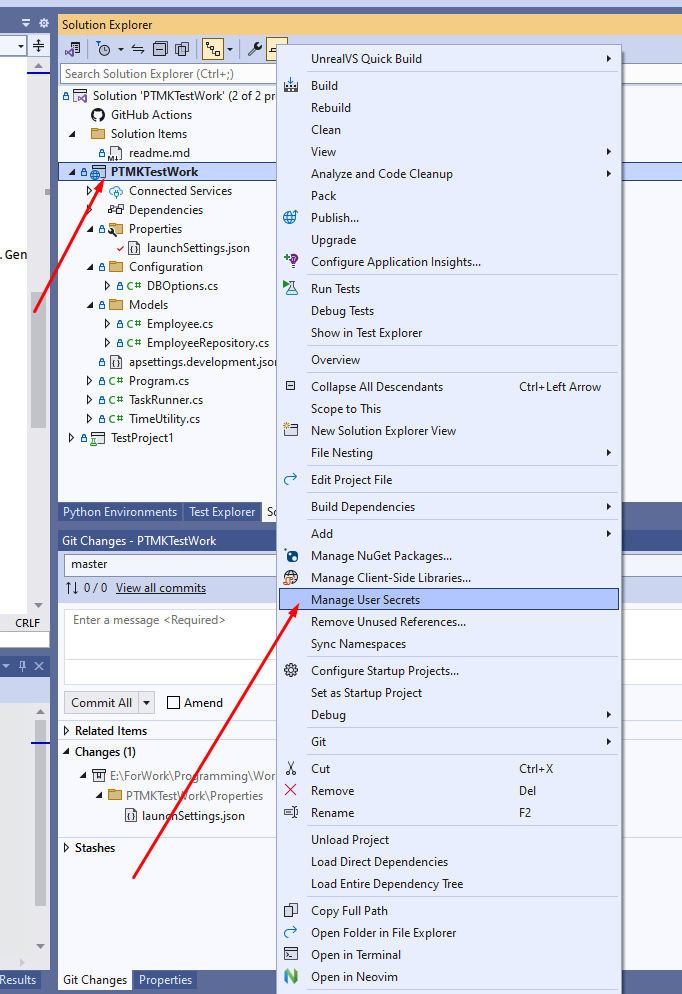 Solution Explorer
Search Solution Explorer (Ctrl+;)
Solution 'PTMKTestWork' (2 of 2 pr
GitHub Actions
Solution Items
readme.md
PTMKTestWork
Connected Services
Dependencies
Properties
launchSettings.json
.Gen
Configuration
C# DBOptions.cs
Models
C# Employee.cs
C# EmployeeRepository.cs
apsettings.development.json
C# Program.cs
C# TaskRunner.cs
C# TimeUtility.cs
TestProject1
Python Environments
Test Explorer
So
Git Changes - PTMKTestWork
master
0 / 0 View all commits
CRLF
Enter a message <Required>
Commit All
Amend
Related Items
Changes (1)
E:\ForWork\Programming\Wor
PTMKTestWork\Properties
launchSettings.json
Stashes
Results
Git Changes
Properties
UnrealVS Quick Build
Build
Rebuild
Clean
View
Analyze and Code Cleanup
Pack
Publish...
Upgrade
Configure Application Insights...
Run Tests
Debug Tests
Show in Test Explorer
Overview
Collapse All Descendants Ctrl+Left Arrow
Scope to This
New Solution Explorer View
File Nesting
Edit Project File
Build Dependencies
Add
Manage NuGet Packages...
Manage Client-Side Libraries...
Manage User Secrets
Remove Unused References...
Sync Namespaces
Configure Startup Projects...
Set as Startup Project
Debug
Git
Cut Ctrl+X
Remove Del
Rename F2
Unload Project
Load Direct Dependencies
Load Entire Dependency Tree
Copy Full Path
Open Folder in File Explorer
Open in Terminal
Open in Neovim